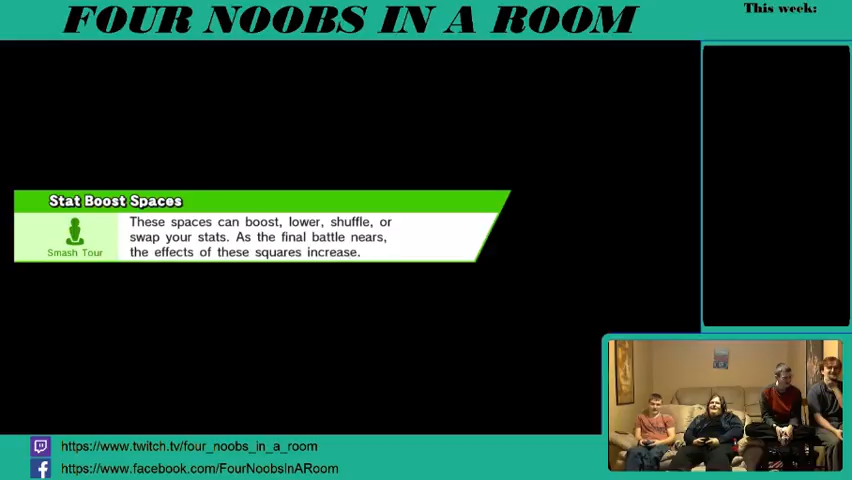 FOUR NOOBS IN A ROOM
This week:
Stat Boost Spaces
These spaces can boost, lower, shuffle, or
swap your stats. As the final battle nears,
the effects of these squares increase.
Smash Tour
https://www.twitch.tv/four_noobs_in_a_room
https://www.facebook.com/FourNoobsInARoom